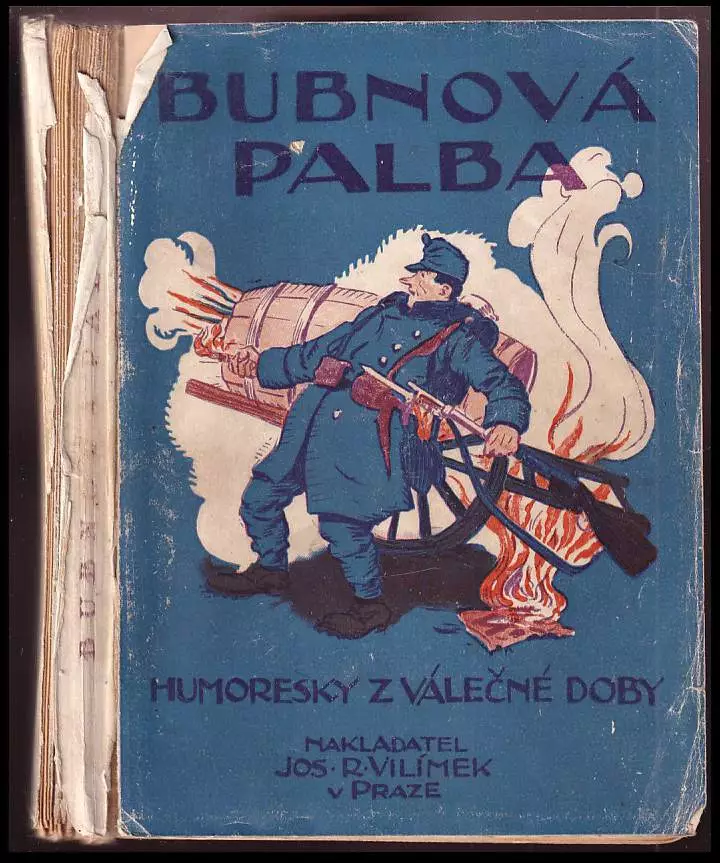 BUBNOVÁ
PALBA
HUMORESKY Z VÁLEČNÉ DOBY
NAKLADATEL
JOS. R. VILÍMEK
V PRAZE